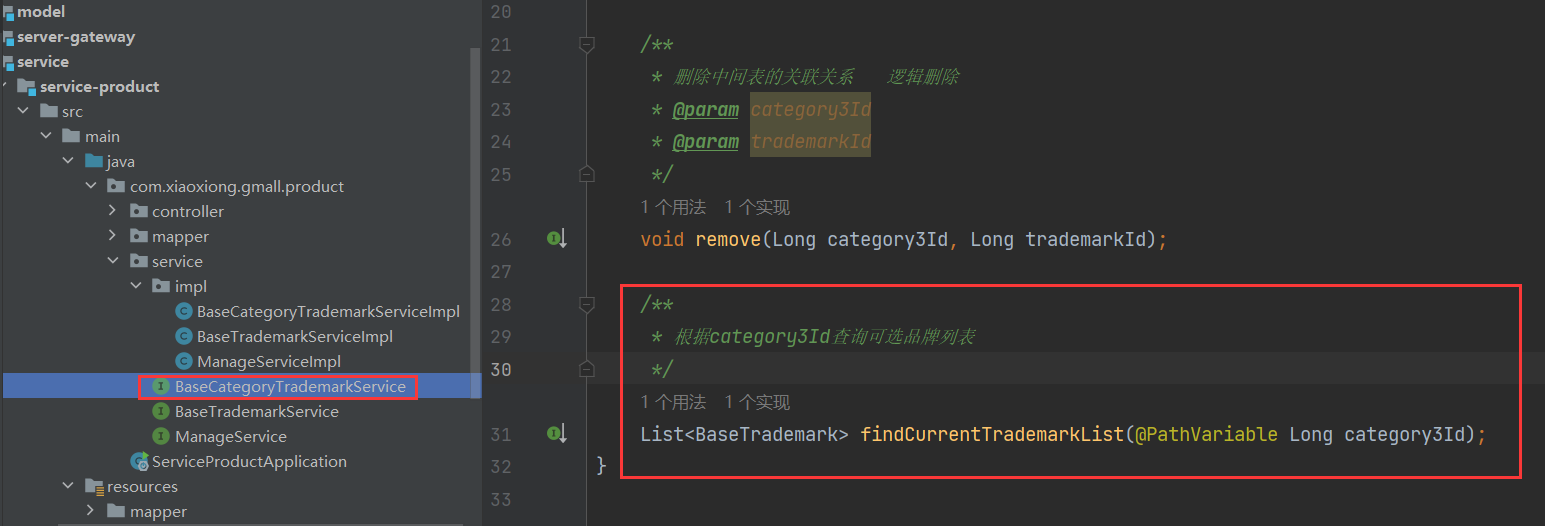 model
server-gateway
service
service-product
src
main
java
com.xiaoxiong.gmall.product
controller
mapper
service
impl
BaseCategoryTrademarkServiceImpl
BaseTrademarkServiceImpl
ManageServiceImpl
BaseCategoryTrademarkService
BaseTrademarkService
ManageService
ServiceProductApplication
resources
mapper
20
21 /**
22 * 删除中间表的关联关系 逻辑删除
23 * @param category3Id
24 * @param trademarkId
25 */
1 个用法 1 个实现
26 void remove(Long category3Id, Long trademarkId);
27
28 /**
29 * 根据category3Id查询可选品牌列表
30 */
1 个用法 1 个实现
31 List<BaseTrademark> findCurrentTrademarkList(@PathVariable Long category3Id);
32 }
33